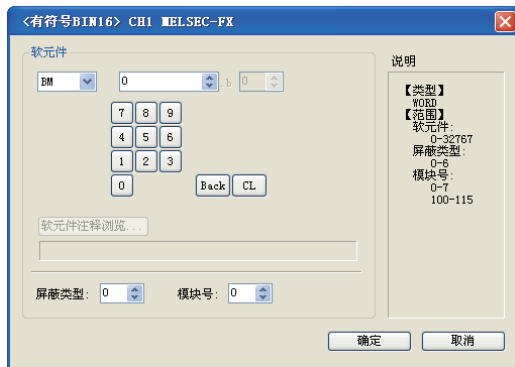 <有符号BIN16> CH1 MELSEC-FX
软元件
BM 0 b 0
7 8 9
4 5 6
1 2 3
0 Back CL
软元件注释浏览...
屏蔽类型: 0 模块号: 0
说明
【类型】
WORD
【范围】
软元件:
0-32767
屏蔽类型:
0-6
模块号:
0-7
100-115
确定 取消